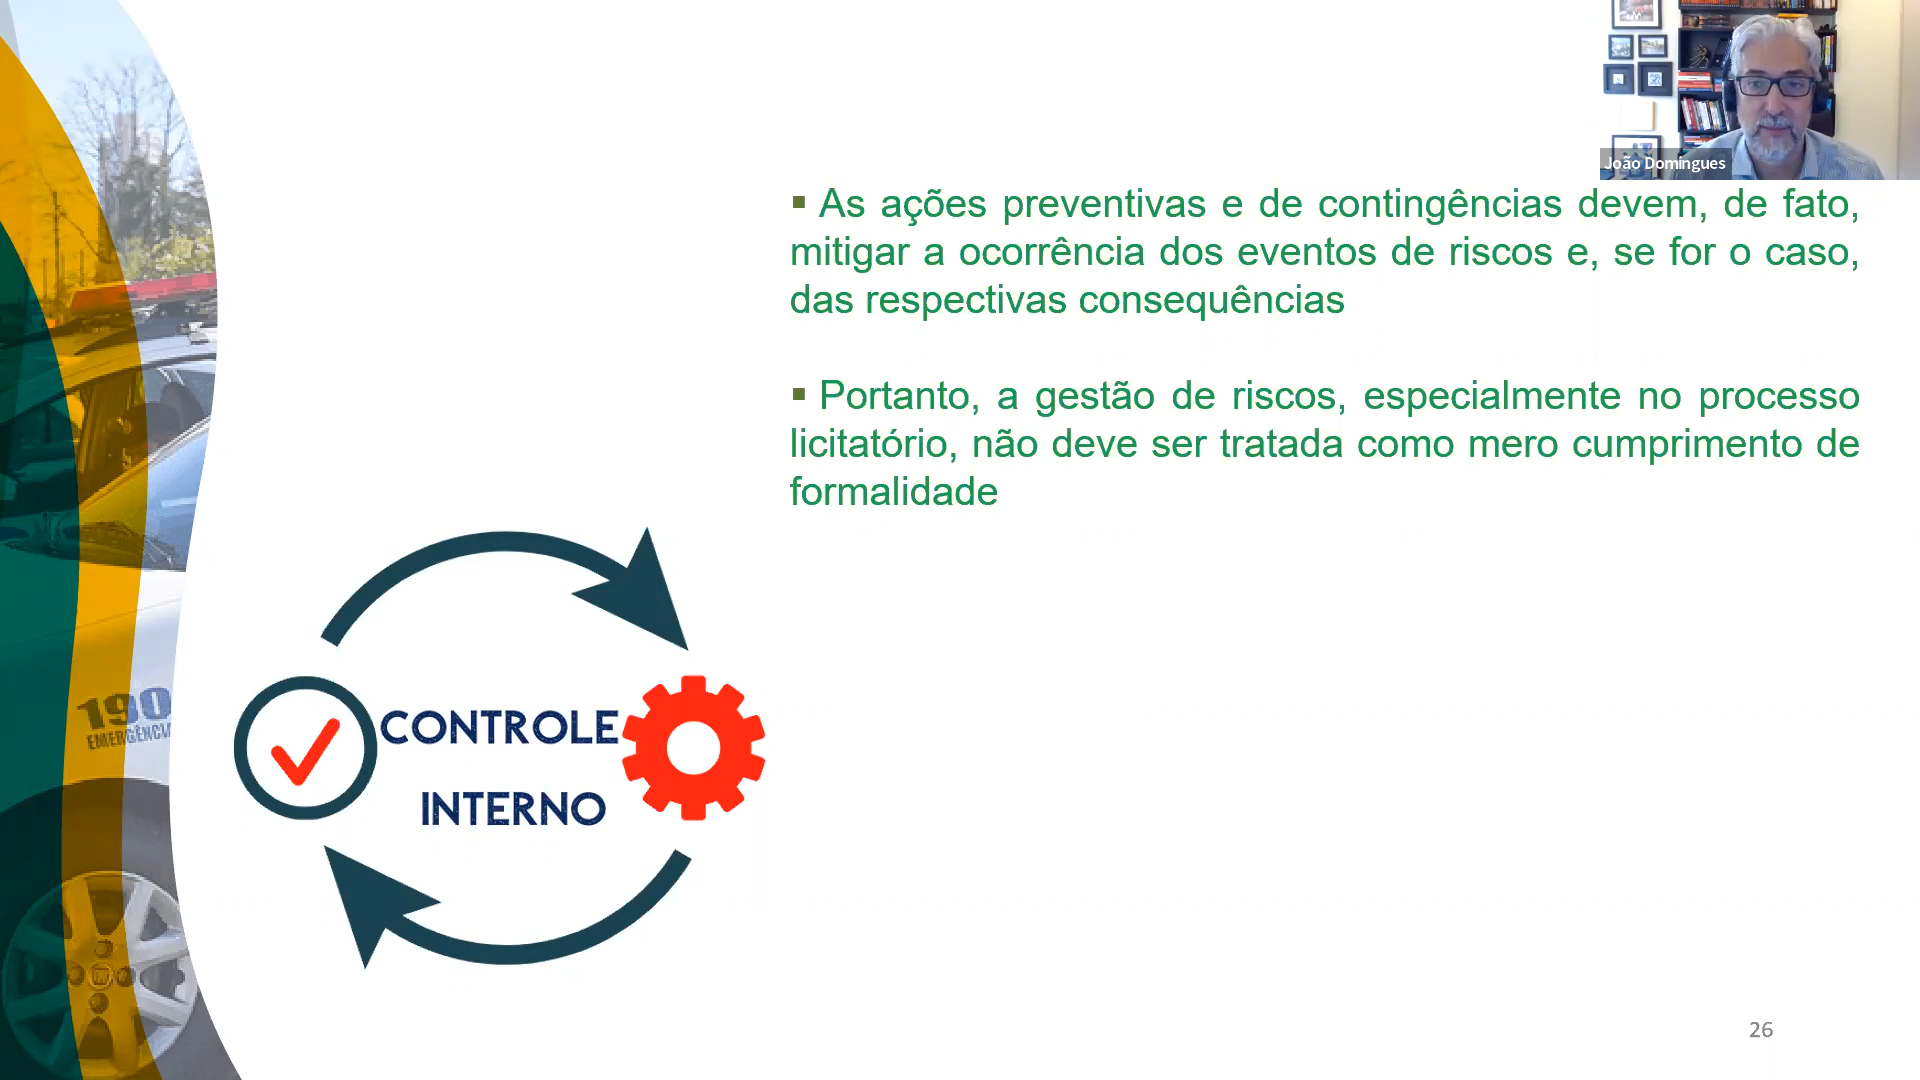 João Domingues
▪ As ações preventivas e de contingências devem, de fato,
mitigar a ocorrência dos eventos de riscos e, se for o caso,
das respectivas consequências
▪ Portanto, a gestão de riscos, especialmente no processo
licitatório, não deve ser tratada como mero cumprimento de
formalidade
190
EMERGÊNCIA
CONTROLE
INTERNO
26